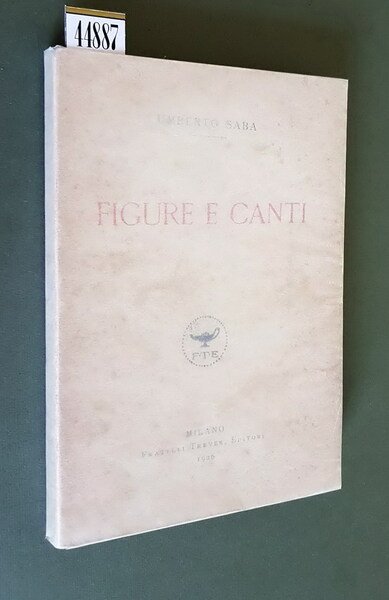 44887
UMBERTO SABA
FIGURE E CANTI
FTE
MILANO
FRATELLI TREVES, EDITORI
1926